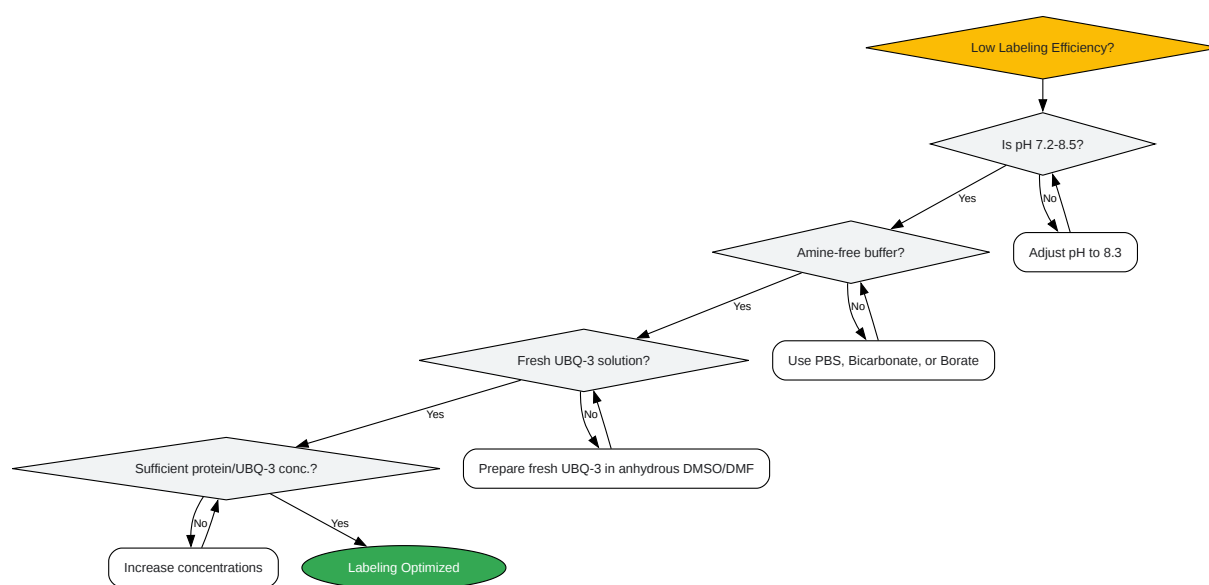 Low Labeling Efficiency?
Is pH 7.2-8.5?
Yes
No
Amine-free buffer?
Adjust pH to 8.3
Yes
No
Fresh UBQ-3 solution?
Use PBS, Bicarbonate, or Borate
Yes
No
Sufficient protein/UBQ-3 conc.?
Prepare fresh UBQ-3 in anhydrous DMSO/DMF
No
Yes
Increase concentrations
Labeling Optimized